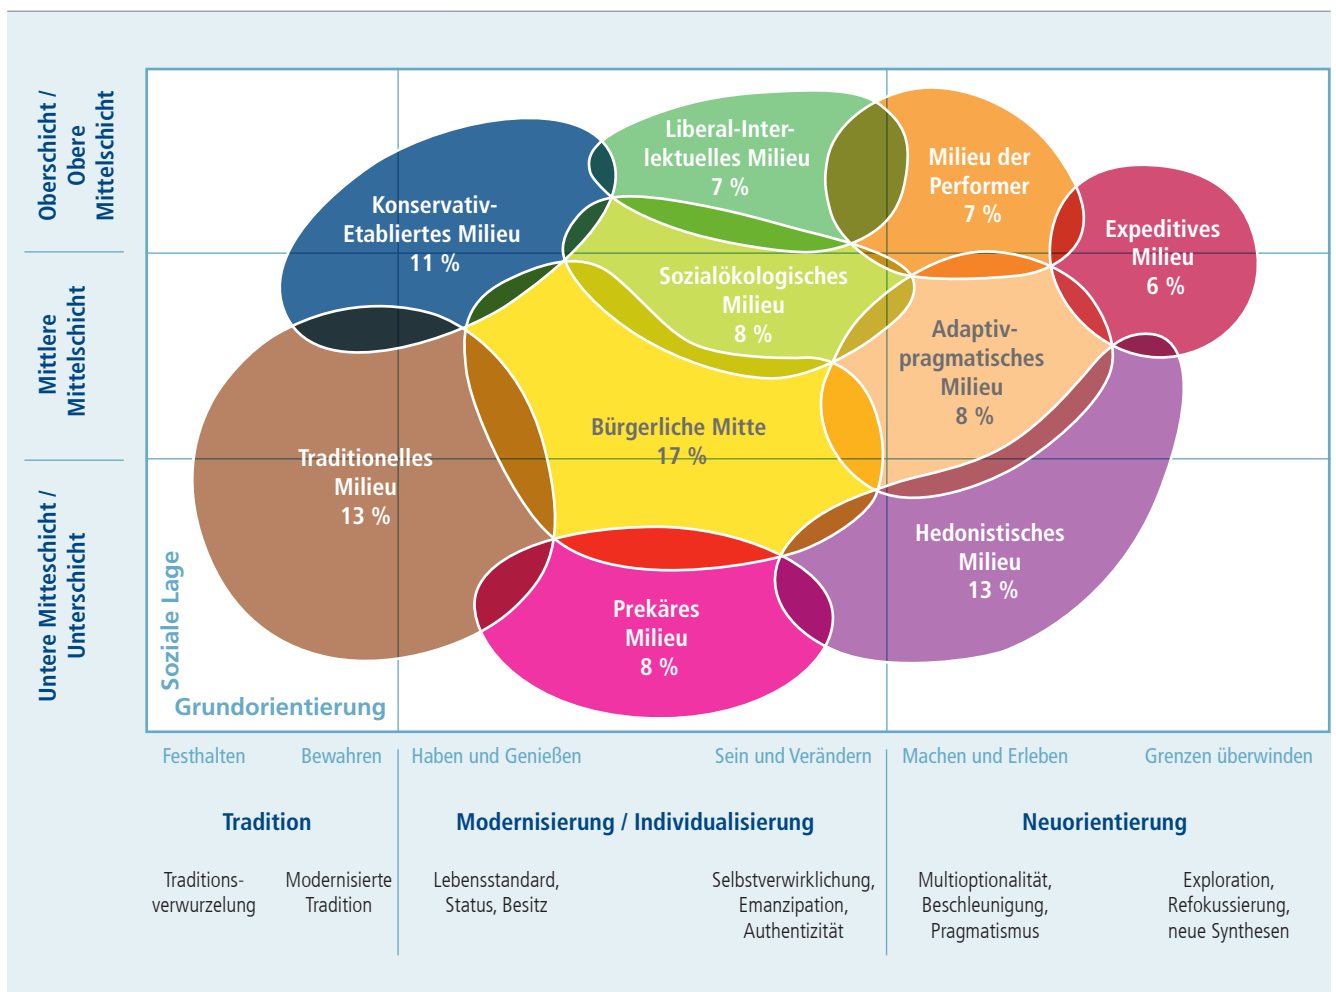 Oberschicht /
Obere
Mittelschicht
Mittlere
Mittelschicht
Untere Mitteschicht /
Unterschicht
Soziale Lage
Grundorientierung
Konservativ-
Etabliertes Milieu
11 %
Liberal-Inter-
lektuelles Milieu
7 %
Milieu der
Performer
7 %
Expeditives
Milieu
6 %
Sozialökologisches
Milieu
8 %
Adaptiv-
pragmatisches
Milieu
8 %
Bürgerliche Mitte
17 %
Traditionelles
Milieu
13 %
Hedonistisches
Milieu
13 %
Prekäres
Milieu
8 %
Festhalten
Bewahren
Haben und Genießen
Sein und Verändern
Machen und Erleben
Grenzen überwinden
Tradition
Modernisierung / Individualisierung
Neuorientierung
Traditions-
verwurzelung
Modernisierte
Tradition
Lebensstandard,
Status, Besitz
Selbstverwirklichung,
Emanzipation,
Authentizität
Multioptionalität,
Beschleunigung,
Pragmatismus
Exploration,
Refokussierung,
neue Synthesen